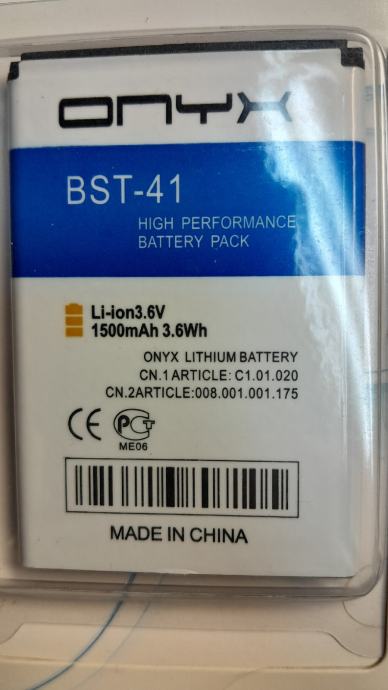 ONYX
BST-41
HIGH PERFORMANCE
BATTERY PACK
Li-ion3.6V
1500mAh 3.6Wh
ONYX LITHIUM BATTERY
CN.1 ARTICLE: C1.01.020
CN.2ARTICLE:008.001.001.175
CE PCT
ME06
MADE IN CHINA